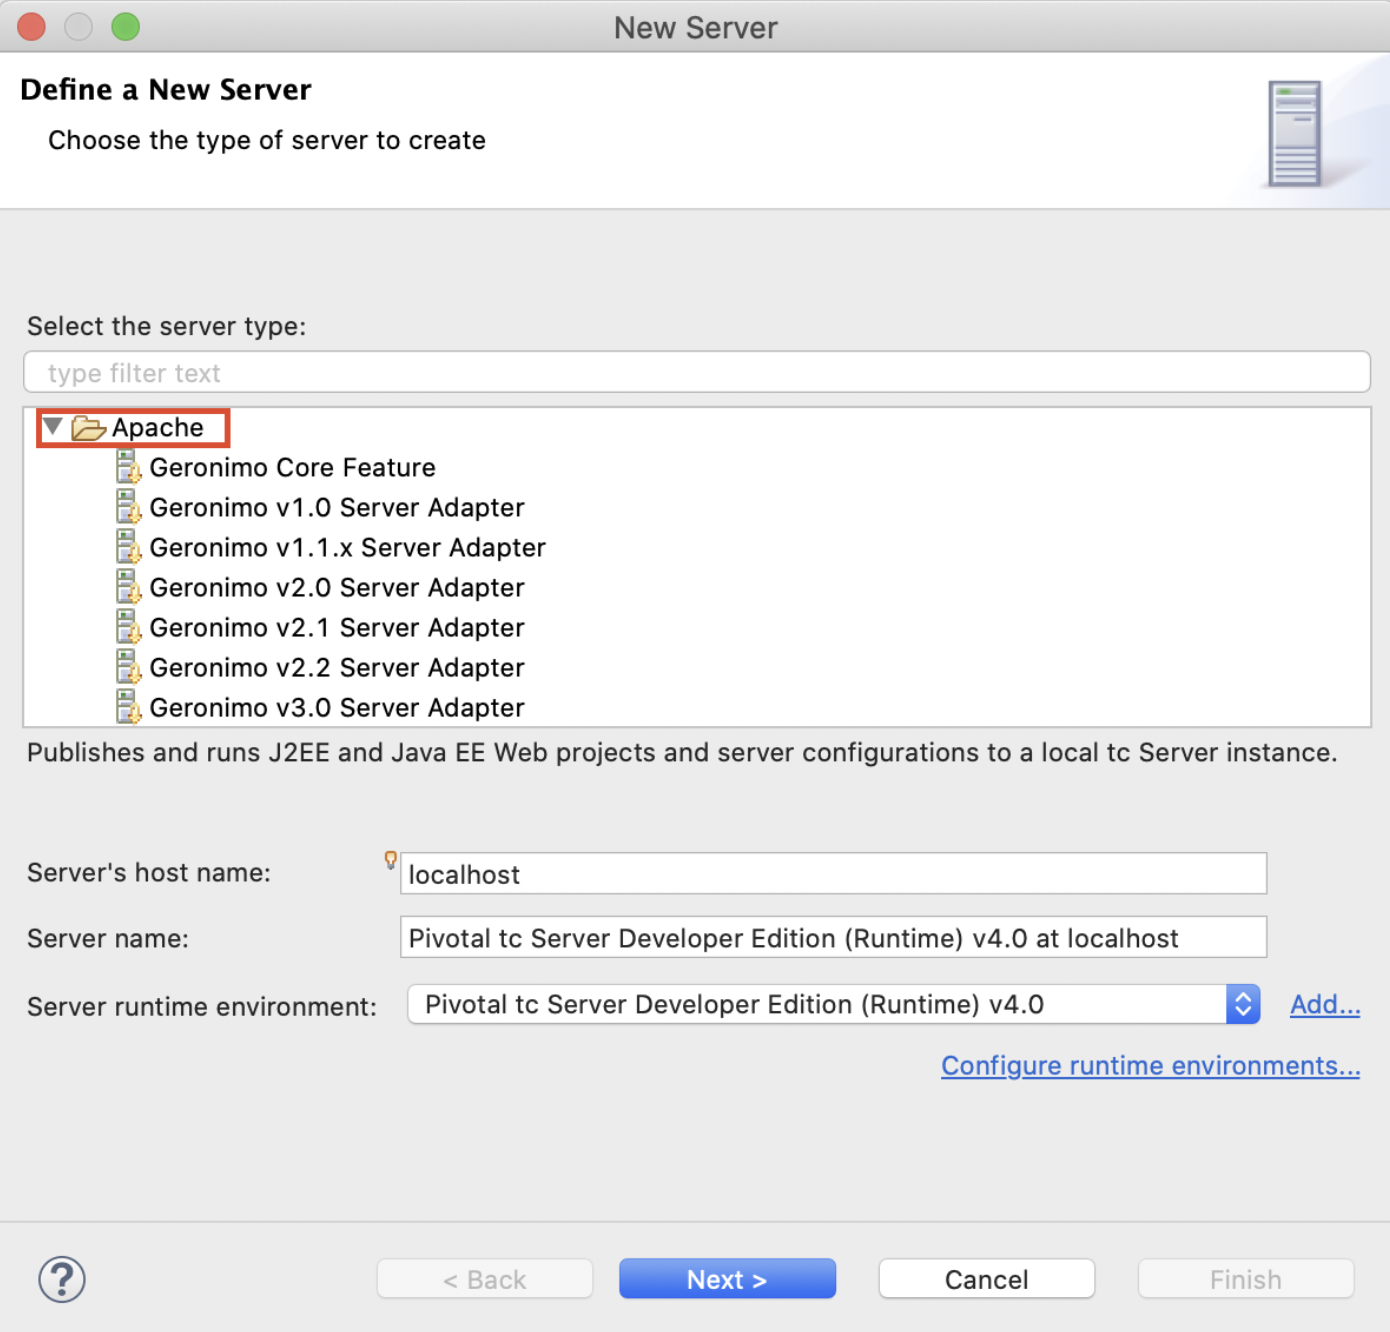 New Server
Define a New Server
Choose the type of server to create
Select the server type:
type filter text
Apache
Geronimo Core Feature
Geronimo v1.0 Server Adapter
Geronimo v1.1.x Server Adapter
Geronimo v2.0 Server Adapter
Geronimo v2.1 Server Adapter
Geronimo v2.2 Server Adapter
Geronimo v3.0 Server Adapter
Publishes and runs J2EE and Java EE Web projects and server configurations to a local tc Server instance.
Server's host name: localhost
Server name: Pivotal tc Server Developer Edition (Runtime) v4.0 at localhost
Server runtime environment: Pivotal tc Server Developer Edition (Runtime) v4.0 Add...
Configure runtime environments...
? < Back Next > Cancel Finish